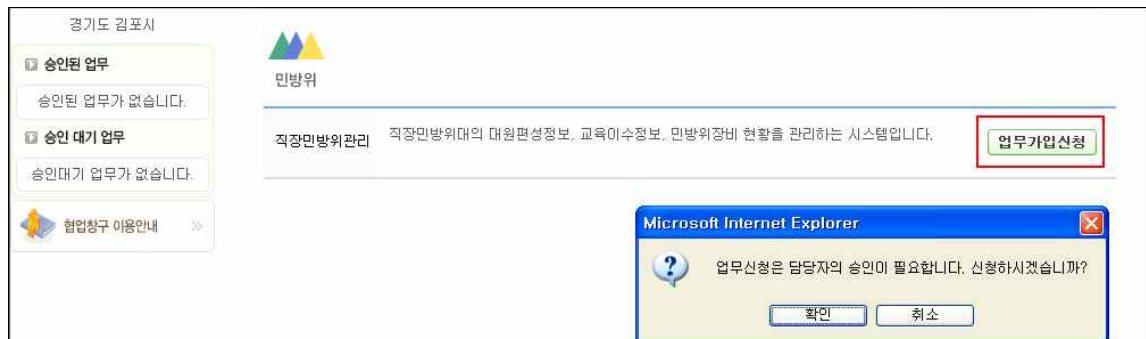 경기도 김포시
승인된 업무
승인된 업무가 없습니다.
승인 대기 업무
승인대기 업무가 없습니다.
협업창구 이용안내
민방위
직장민방위관리
직장민방위대의 대원편성정보, 교육이수정보, 민방위장비 현황을 관리하는 시스템입니다.
업무가입신청
Microsoft Internet Explorer
업무신청은 담당자의 승인이 필요합니다. 신청하시겠습니까?
확인
취소